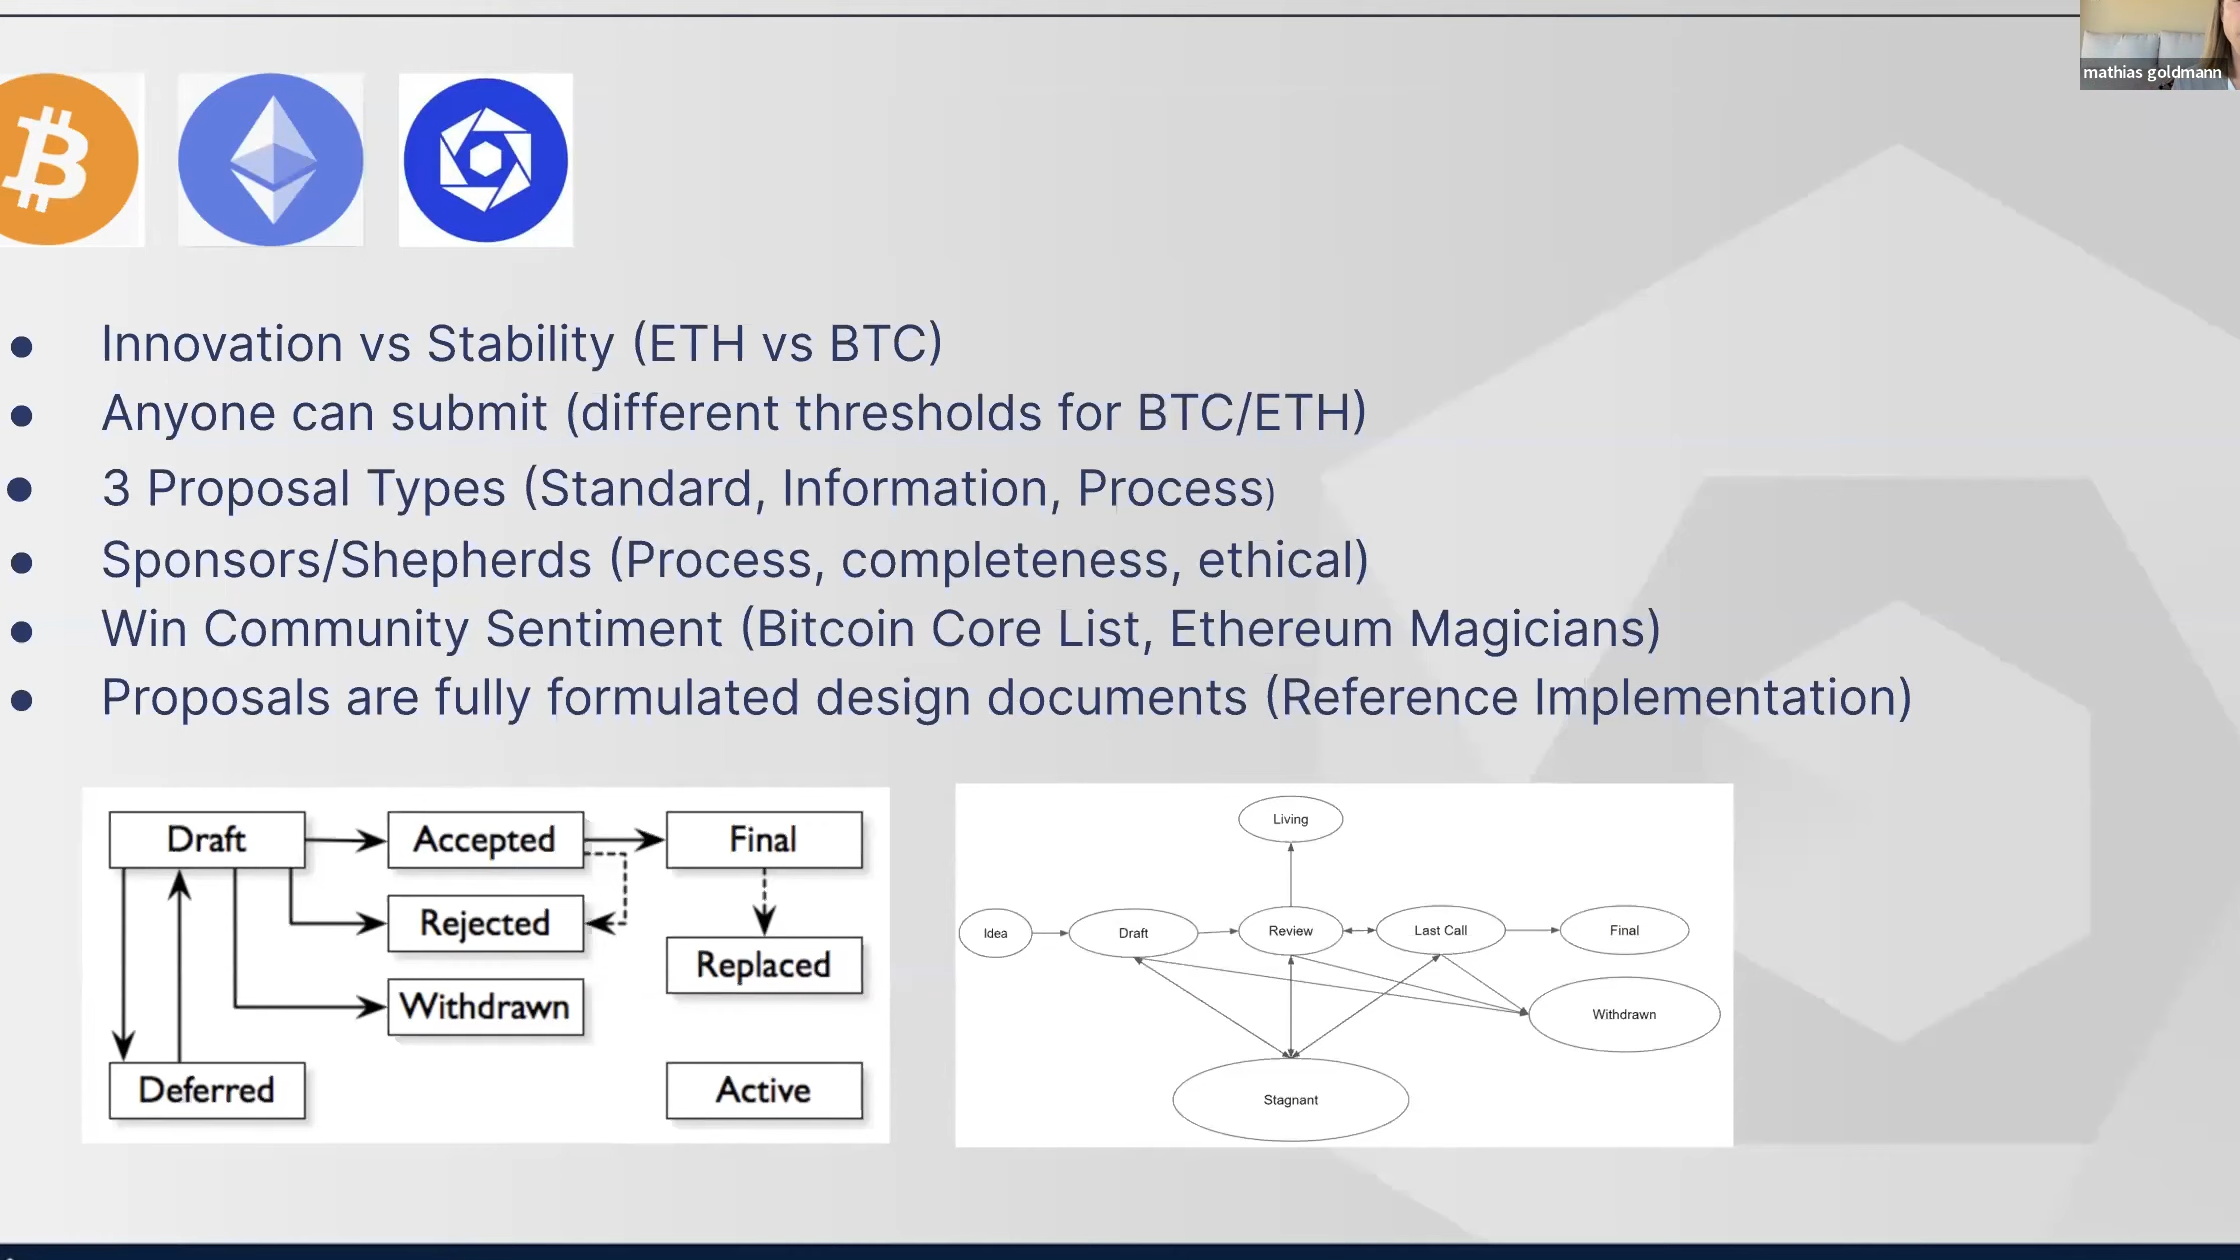 mathias goldmann
Innovation vs Stability (ETH vs BTC)
Anyone can submit (different thresholds for BTC/ETH)
3 Proposal Types (Standard, Information, Process)
Sponsors/Shepherds (Process, completeness, ethical)
Win Community Sentiment (Bitcoin Core List, Ethereum Magicians)
Proposals are fully formulated design documents (Reference Implementation)
Draft
Accepted
Final
Rejected
Replaced
Withdrawn
Deferred
Active
Living
Idea
Draft
Review
Last Call
Final
Withdrawn
Stagnant